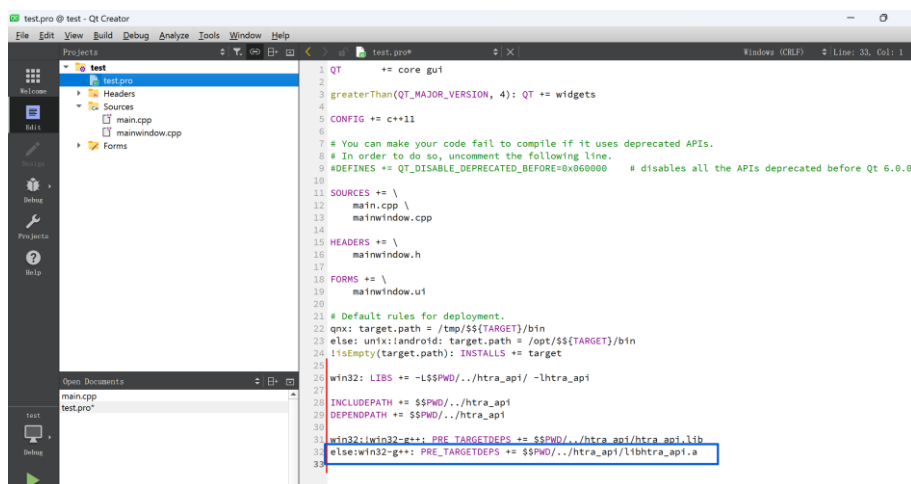 test.pro @ test - Qt Creator
File Edit View Build Debug Analyze Tools Window Help
Projects
test.pro*
Windows (CRLF)
Line: 33, Col: 1
Welcome
Edit
Design
Debug
Projects
Help
test
Debug
test
test.pro
Headers
Sources
main.cpp
mainwindow.cpp
Forms
Open Documents
main.cpp
test.pro*
1 QT += core gui
2
3 greaterThan(QT_MAJOR_VERSION, 4): QT += widgets
4
5 CONFIG += c++11
6
7 # You can make your code fail to compile if it uses deprecated APIs.
8 # In order to do so, uncomment the following line.
9 #DEFINES += QT_DISABLE_DEPRECATED_BEFORE=0x060000 # disables all the APIs deprecated before Qt 6.0.0
10
11 SOURCES += \
12 main.cpp \
13 mainwindow.cpp
14
15 HEADERS += \
16 mainwindow.h
17
18 FORMS += \
19 mainwindow.ui
20
21 # Default rules for deployment.
22 qnx: target.path = /tmp/$${TARGET}/bin
23 else: unix:!android: target.path = /opt/$${TARGET}/bin
24 !isEmpty(target.path): INSTALLS += target
25
26 win32: LIBS += -L$$PWD/../htra_api/ -lhtra_api
27
28 INCLUDEPATH += $$PWD/../htra_api
29 DEPENDPATH += $$PWD/../htra_api
30
31 win32:!win32-g++: PRE_TARGETDEPS += $$PWD/../htra_api/htra_api.lib
32 else:win32-g++: PRE_TARGETDEPS += $$PWD/../htra_api/libhtra_api.a
33